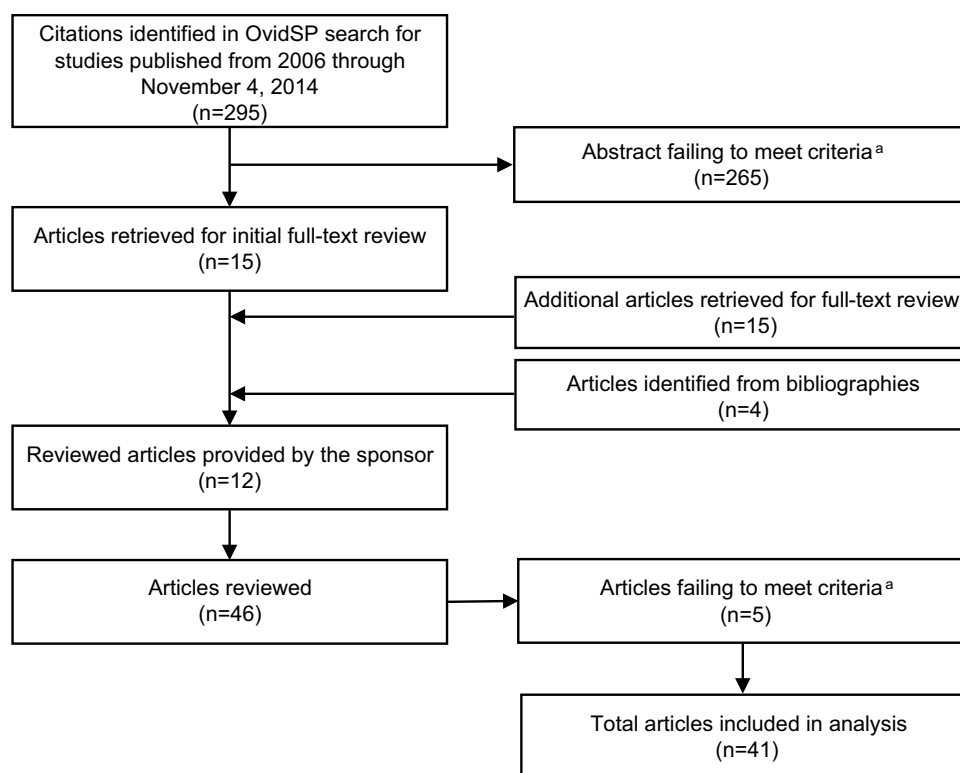 Citations identified in OvidSP search for
studies published from 2006 through
November 4, 2014
(n=295)
Abstract failing to meet criteriaᵃ
(n=265)
Articles retrieved for initial full-text review
(n=15)
Additional articles retrieved for full-text review
(n=15)
Articles identified from bibliographies
(n=4)
Reviewed articles provided by the sponsor
(n=12)
Articles reviewed
(n=46)
Articles failing to meet criteriaᵃ
(n=5)
Total articles included in analysis
(n=41)